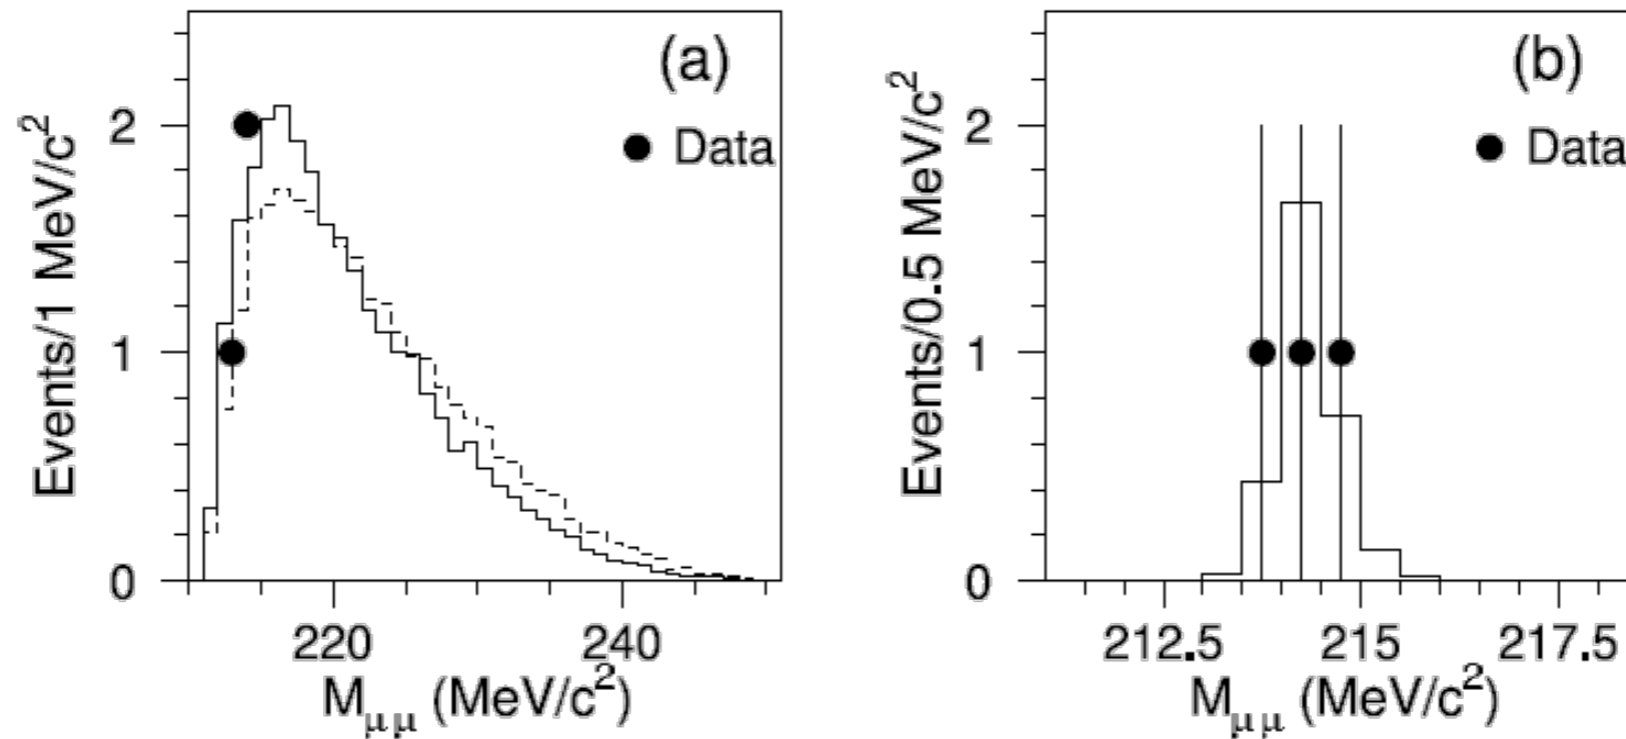 (a)
Data
Events/1 MeV/c²
2
1
0
220
240
M_μμ (MeV/c²)
(b)
Data
Events/0.5 MeV/c²
2
1
0
212.5
215
217.5
M_μμ (MeV/c²)